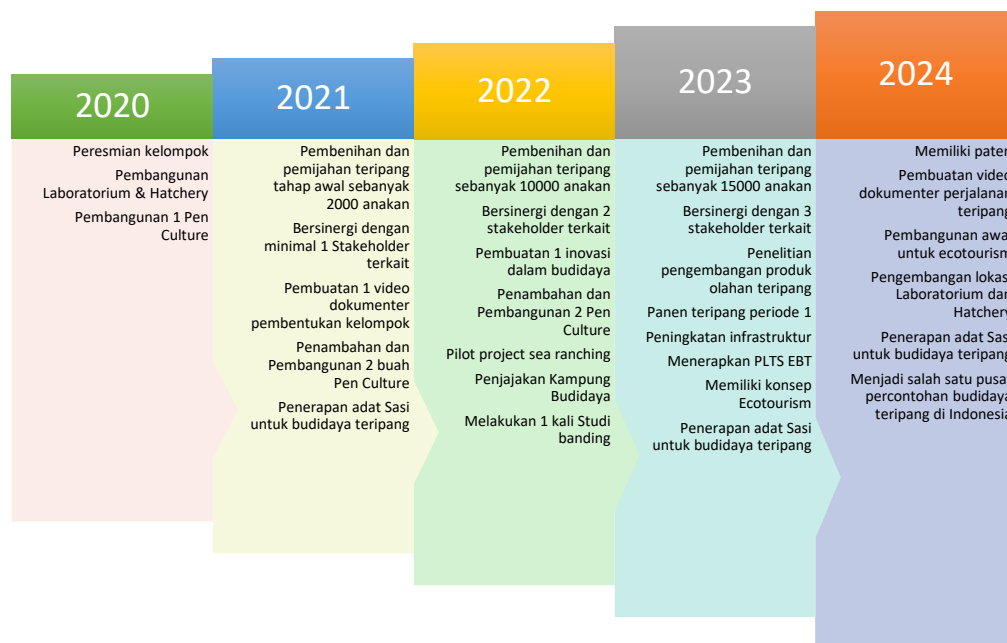 2020
Peresmian kelompok
Pembangunan
Laboratorium & Hatchery
Pembangunan 1 Pen
Culture
2021
Pembenihan dan
pemijahan teripang
tahap awal sebanyak
2000 anakan
Bersinergi dengan
minimal 1 Stakeholder
terkait
Pembuatan 1 video
dokumenter
pembentukan kelompok
Penambahan dan
Pembangunan 2 buah
Pen Culture
Penerapan adat Sasi
untuk budidaya teripang
2022
Pembenihan dan
pemijahan teripang
sebanyak 10000 anakan
Bersinergi dengan 2
stakeholder terkait
Pembuatan 1 inovasi
dalam budidaya
Penambahan dan
Pembangunan 2 Pen
Culture
Pilot project sea ranching
Penjajakan Kampung
Budidaya
Melakukan 1 kali Studi
banding
2023
Pembenihan dan
pemijahan teripang
sebanyak 15000 anakan
Bersinergi dengan 3
stakeholder terkait
Penelitian
pengembangan produk
olahan teripang
Panen teripang periode 1
Peningkatan infrastruktur
Menerapkan PLTS EBT
Memiliki konsep
Ecotourism
Penerapan adat Sasi
untuk budidaya teripang
2024
Memiliki paten
Pembuatan video
dokumenter perjalanan
teripang
Pembangunan awa
untuk ecotourism
Pengembangan lokas
Laboratorium dan
Hatchery
Penerapan adat Sas
untuk budidaya teripang
Menjadi salah satu pusa
percontohan budidaya
teripang di Indonesia